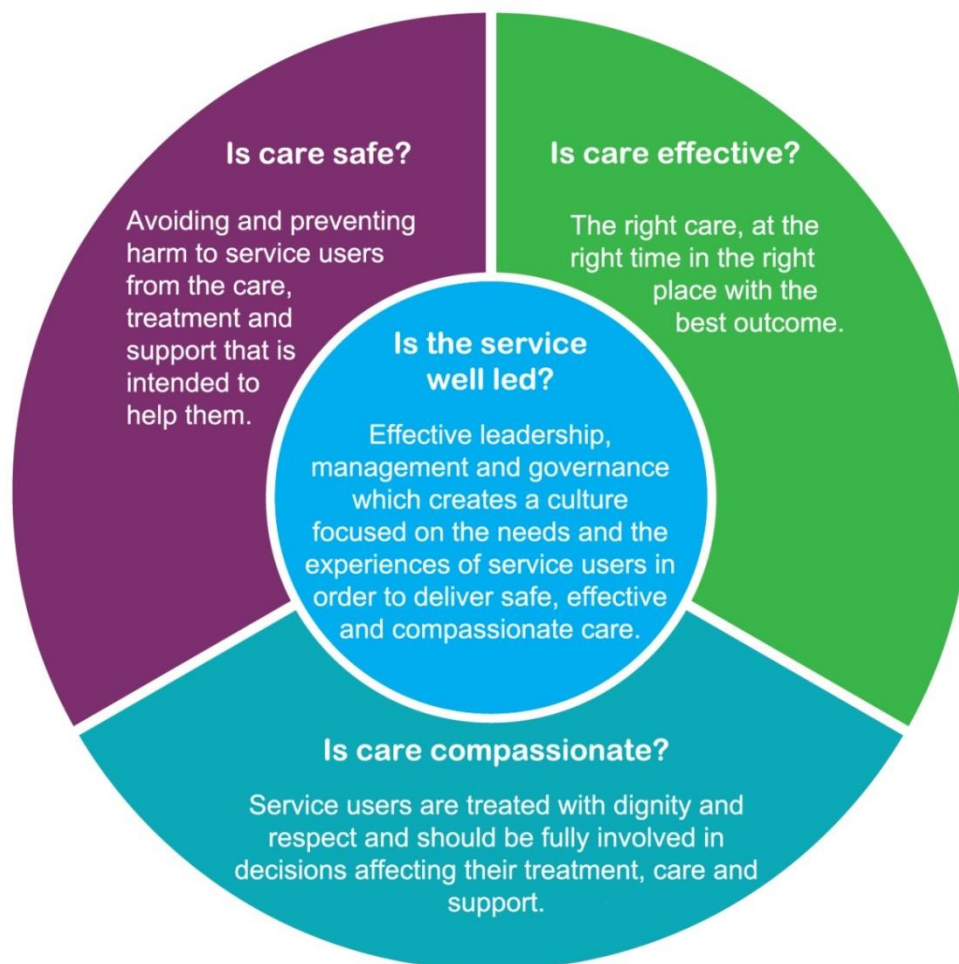 Is care safe?
Avoiding and preventing
harm to service users
from the care,
treatment and
support that is
intended to
help them.
Is care effective?
The right care, at the
right time in the right
place with the
best outcome.
Is the service
well led?
Effective leadership,
management and governance
which creates a culture
focused on the needs and the
experiences of service users in
order to deliver safe, effective
and compassionate care.
Is care compassionate?
Service users are treated with dignity and
respect and should be fully involved in
decisions affecting their treatment, care and
support.